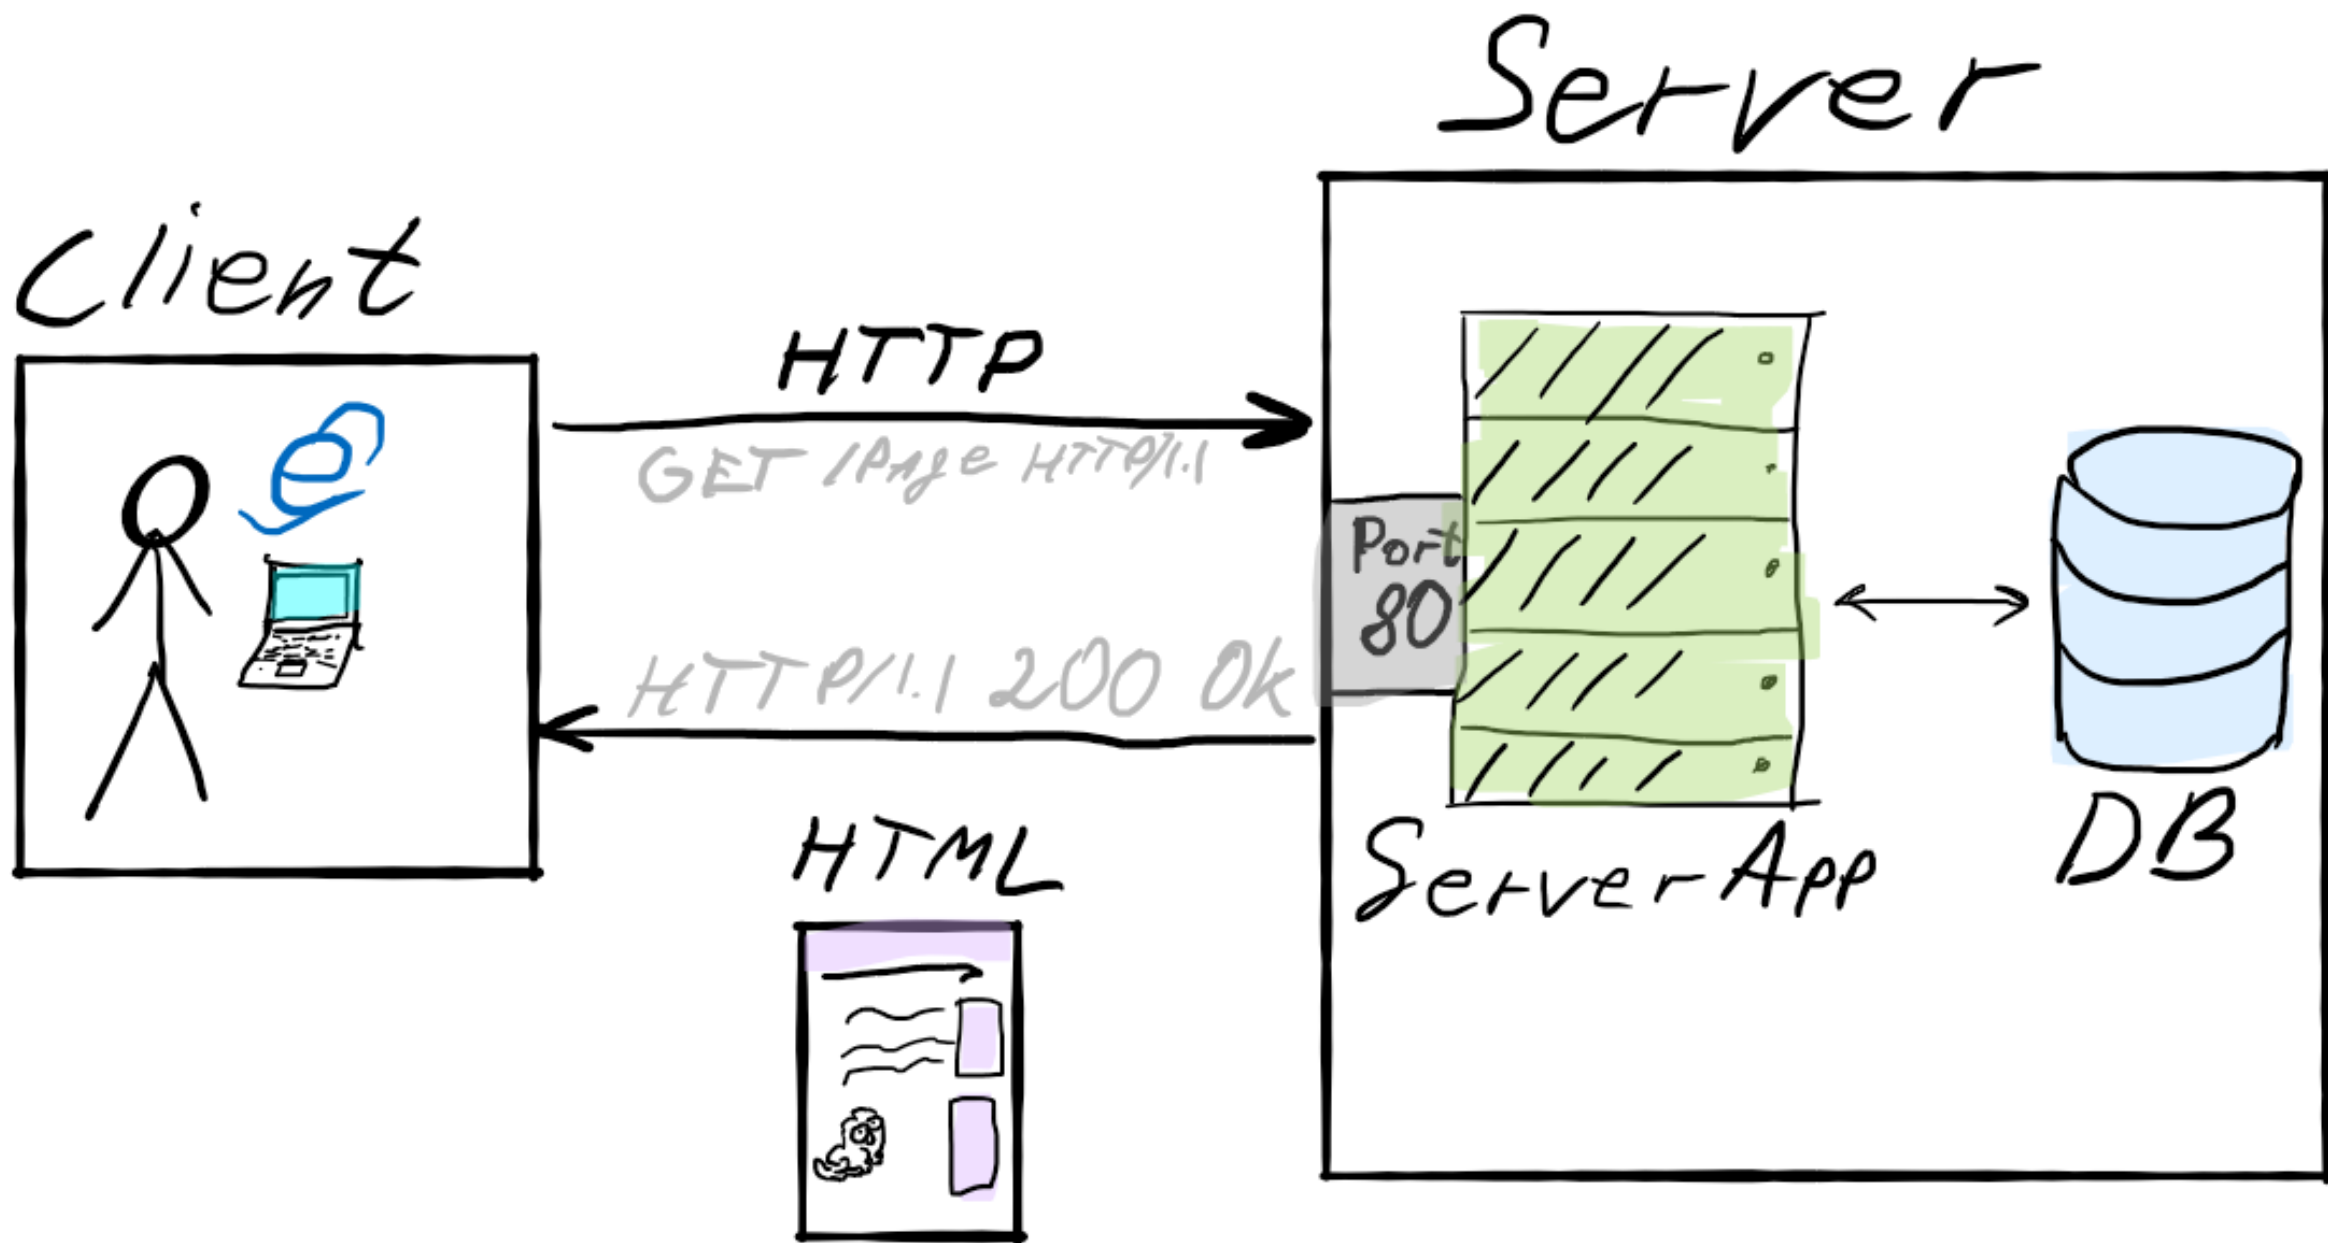 Server
Client
HTTP
GET /Page HTTP/1.1
Port
80
HTTP/1.1 200 Ok
HTML
ServerApp
DB